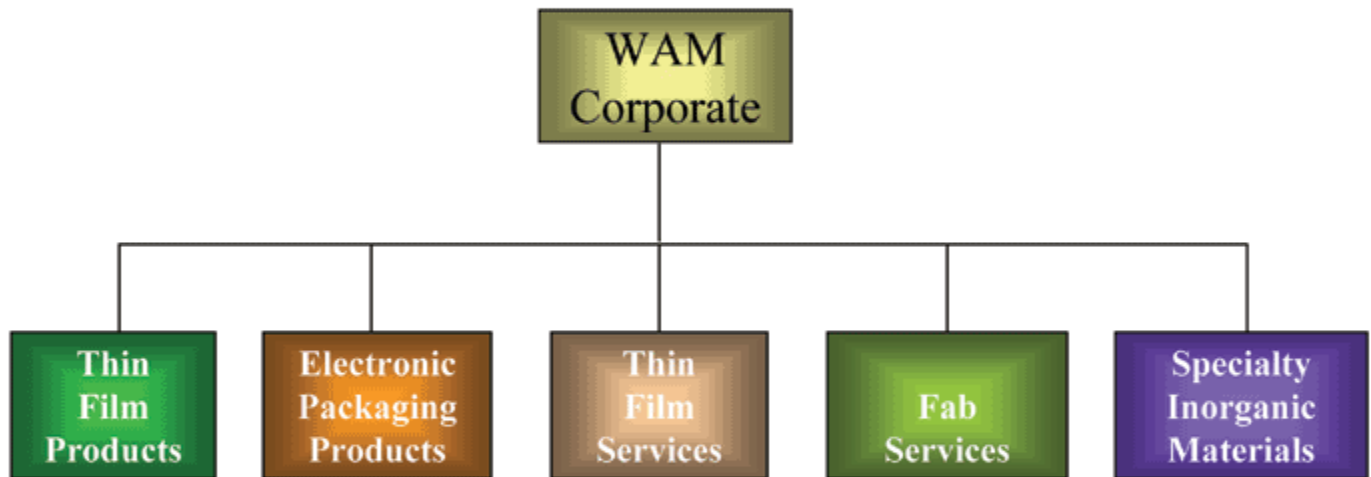 WAM
Corporate
Thin
Film
Products
Electronic
Packaging
Products
Thin
Film
Services
Fab
Services
Specialty
Inorganic
Materials